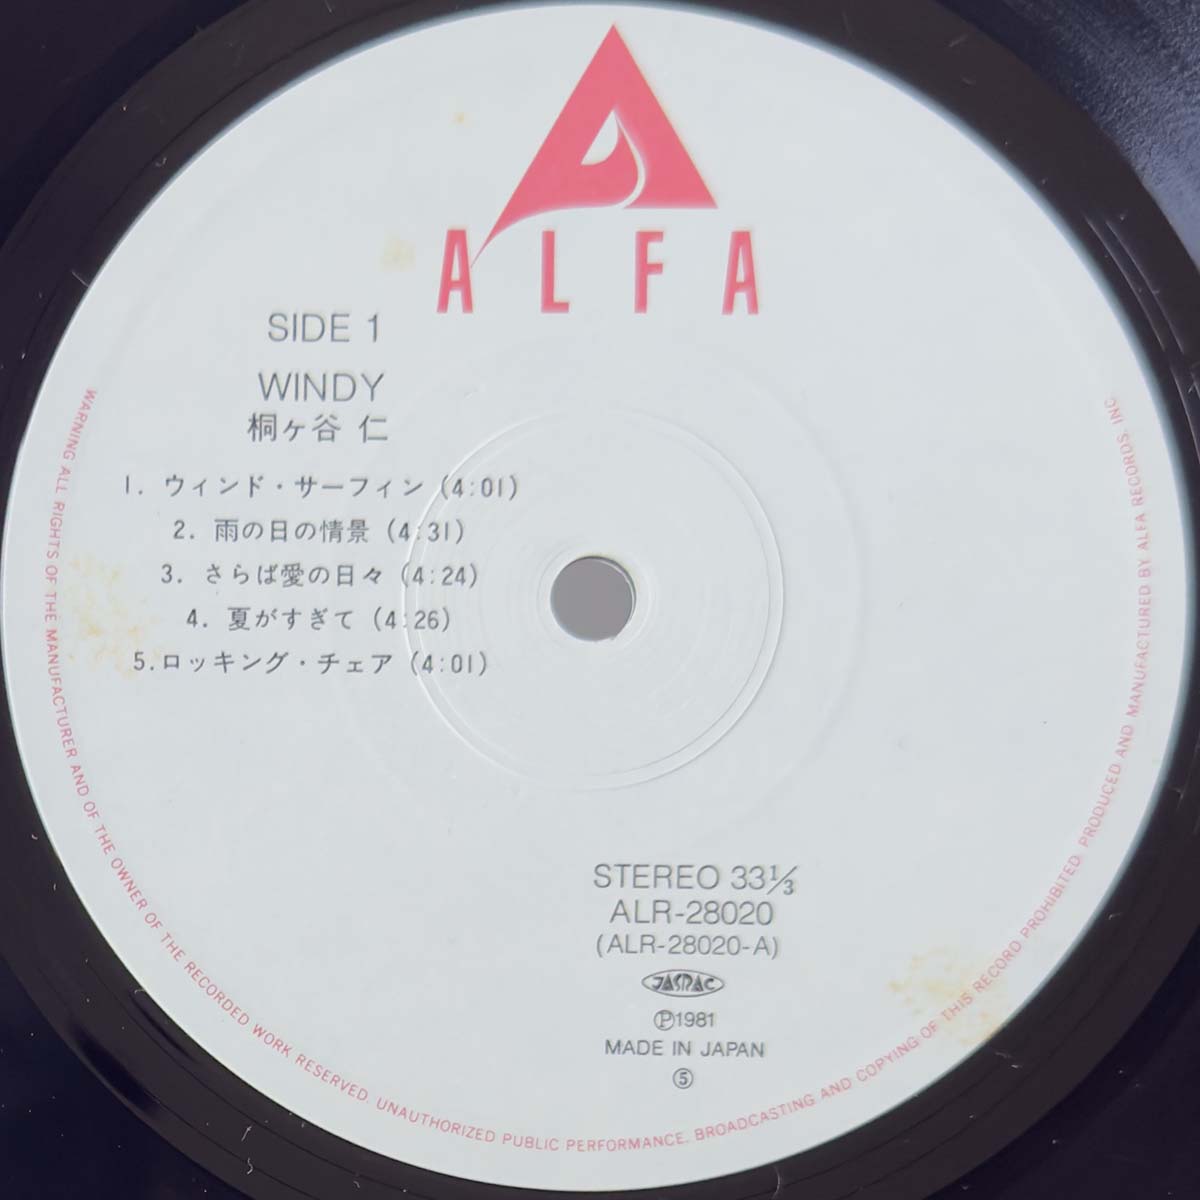 ALFA
SIDE 1
WINDY
桐ヶ谷 仁
1. ウィンド・サーフィン (4:01)
2. 雨の日の情景 (4:31)
3. さらば愛の日々 (4:24)
4. 夏がすぎて (4:26)
5.ロッキング・チェア (4:01)
STEREO 33⅓
ALR-28020
(ALR-28020-A)
JASRAC
Ⓟ1981
MADE IN JAPAN
⑤
WARNING ALL RIGHTS OF THE MANUFACTURER AND OF THE OWNER OF THE RECORDED WORK RESERVED. UNAUTHORIZED PUBLIC PERFORMANCE. BROADCASTING AND COPYING OF THIS RECORD PROHIBITED. PRODUCED AND MANUFACTURED BY ALFA RECORDS, INC